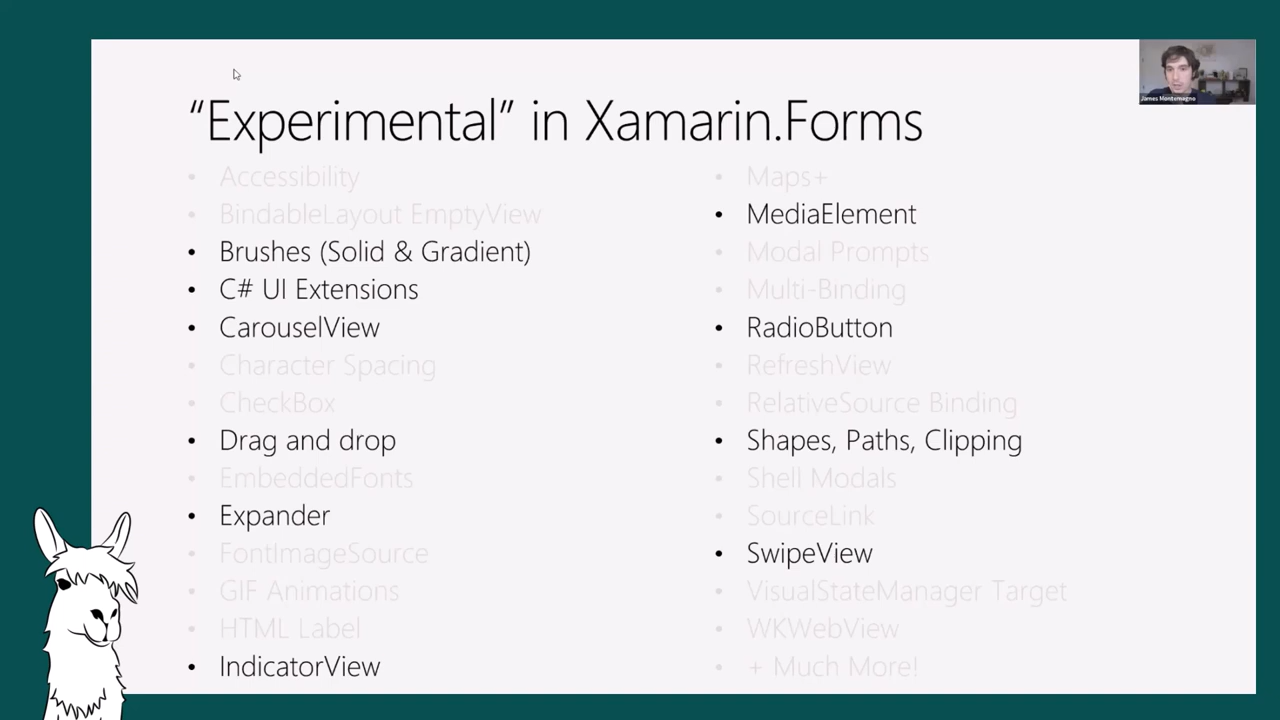 "Experimental" in Xamarin.Forms
• Accessibility
• BindableLayout EmptyView
• Brushes (Solid & Gradient)
• C# UI Extensions
• CarouselView
• Character Spacing
• CheckBox
• Drag and drop
• EmbeddedFonts
• Expander
• FontImageSource
• GIF Animations
• HTML Label
• IndicatorView
• Maps+
• MediaElement
• Modal Prompts
• Multi-Binding
• RadioButton
• RefreshView
• RelativeSource Binding
• Shapes, Paths, Clipping
• Shell Modals
• SourceLink
• SwipeView
• VisualStateManager Target
• WKWebView
• + Much More!
James Montemagno